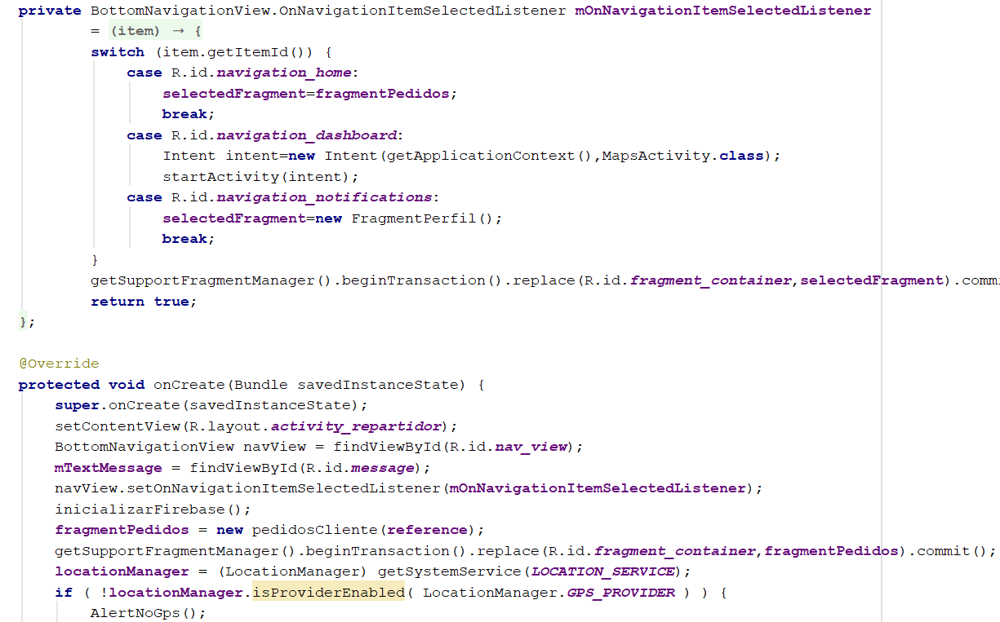 private BottomNavigationView.OnNavigationItemSelectedListener mOnNavigationItemSelectedListener
        = (item) → {
        switch (item.getItemId()) {
            case R.id.navigation_home:
                selectedFragment=fragmentPedidos;
                break;
            case R.id.navigation_dashboard:
                Intent intent=new Intent(getApplicationContext(),MapsActivity.class);
                startActivity(intent);
            case R.id.navigation_notifications:
                selectedFragment=new FragmentPerfil();
                break;
        }
        getSupportFragmentManager().beginTransaction().replace(R.id.fragment_container,selectedFragment).comm
        return true;
};
@Override
protected void onCreate(Bundle savedInstanceState) {
    super.onCreate(savedInstanceState);
    setContentView(R.layout.activity_repartidor);
    BottomNavigationView navView = findViewById(R.id.nav_view);
    mTextMessage = findViewById(R.id.message);
    navView.setOnNavigationItemSelectedListener(mOnNavigationItemSelectedListener);
    inicializarFirebase();
    fragmentPedidos = new pedidosCliente(reference);
    getSupportFragmentManager().beginTransaction().replace(R.id.fragment_container,fragmentPedidos).commit();
    locationManager = (LocationManager) getSystemService(LOCATION_SERVICE);
    if ( !locationManager.isProviderEnabled( LocationManager.GPS_PROVIDER ) ) {
        AlertNoGps();